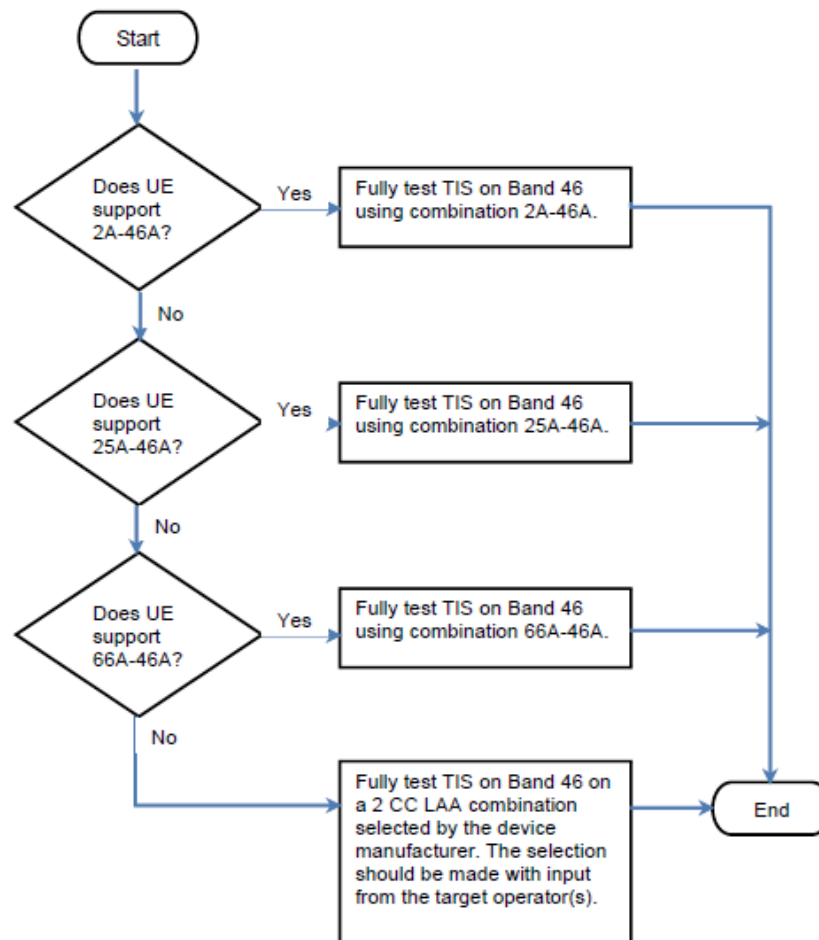 Start
Does UE
support
2A-46A?
Yes
Fully test TIS on Band 46
using combination 2A-46A.
No
Does UE
support
25A-46A?
Yes
Fully test TIS on Band 46
using combination 25A-46A.
No
Does UE
support
66A-46A?
Yes
Fully test TIS on Band 46
using combination 66A-46A.
No
Fully test TIS on Band 46 on
a 2 CC LAA combination
selected by the device
manufacturer. The selection
should be made with input
from the target operator(s).
End